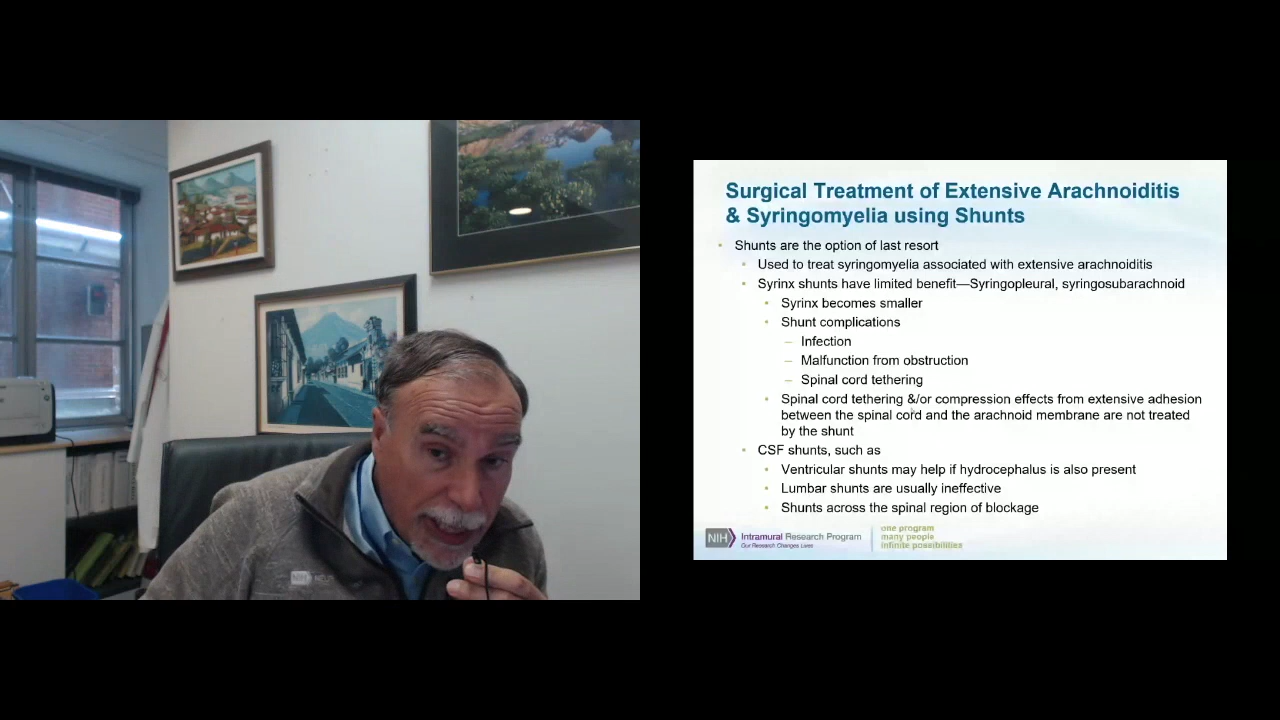 Surgical Treatment of Extensive Arachnoiditis
& Syringomyelia using Shunts
Shunts are the option of last resort
Used to treat syringomyelia associated with extensive arachnoiditis
Syrinx shunts have limited benefit—Syringopleural, syringosubarachnoid
Syrinx becomes smaller
Shunt complications
– Infection
– Malfunction from obstruction
– Spinal cord tethering
Spinal cord tethering &/or compression effects from extensive adhesion
between the spinal cord and the arachnoid membrane are not treated
by the shunt
CSF shunts, such as
Ventricular shunts may help if hydrocephalus is also present
Lumbar shunts are usually ineffective
Shunts across the spinal region of blockage
NIH Intramural Research Program
Our Research Changes Lives
one program
many people
infinite possibilities
NIH